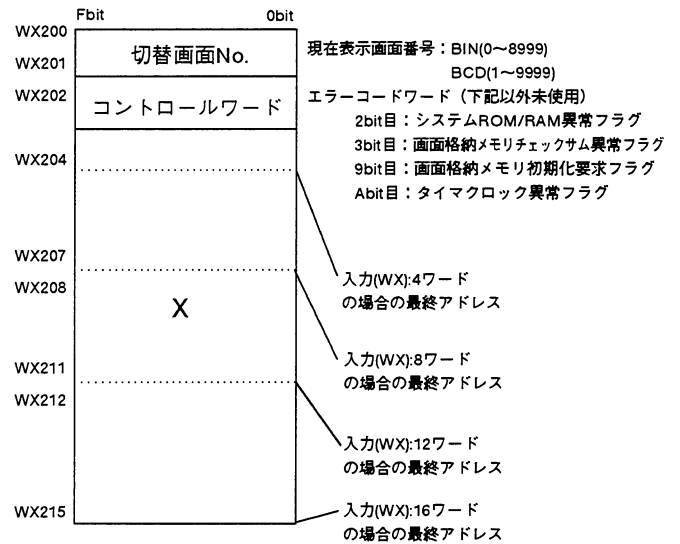 Fbit 0bit
WX200
切替画面No.
現在表示画面番号：BIN(0～8999)
WX201
BCD(1～9999)
WX202
コントロールワード
エラーコードワード（下記以外未使用）
2bit目：システムROM/RAM異常フラグ
3bit目：画面格納メモリチェックサム異常フラグ
WX204
9bit目：画面格納メモリ初期化要求フラグ
Abit目：タイマクロック異常フラグ
WX207
入力(WX):4ワード
WX208
の場合の最終アドレス
X
入力(WX):8ワード
WX211
の場合の最終アドレス
WX212
入力(WX):12ワード
の場合の最終アドレス
WX215
入力(WX):16ワード
の場合の最終アドレス